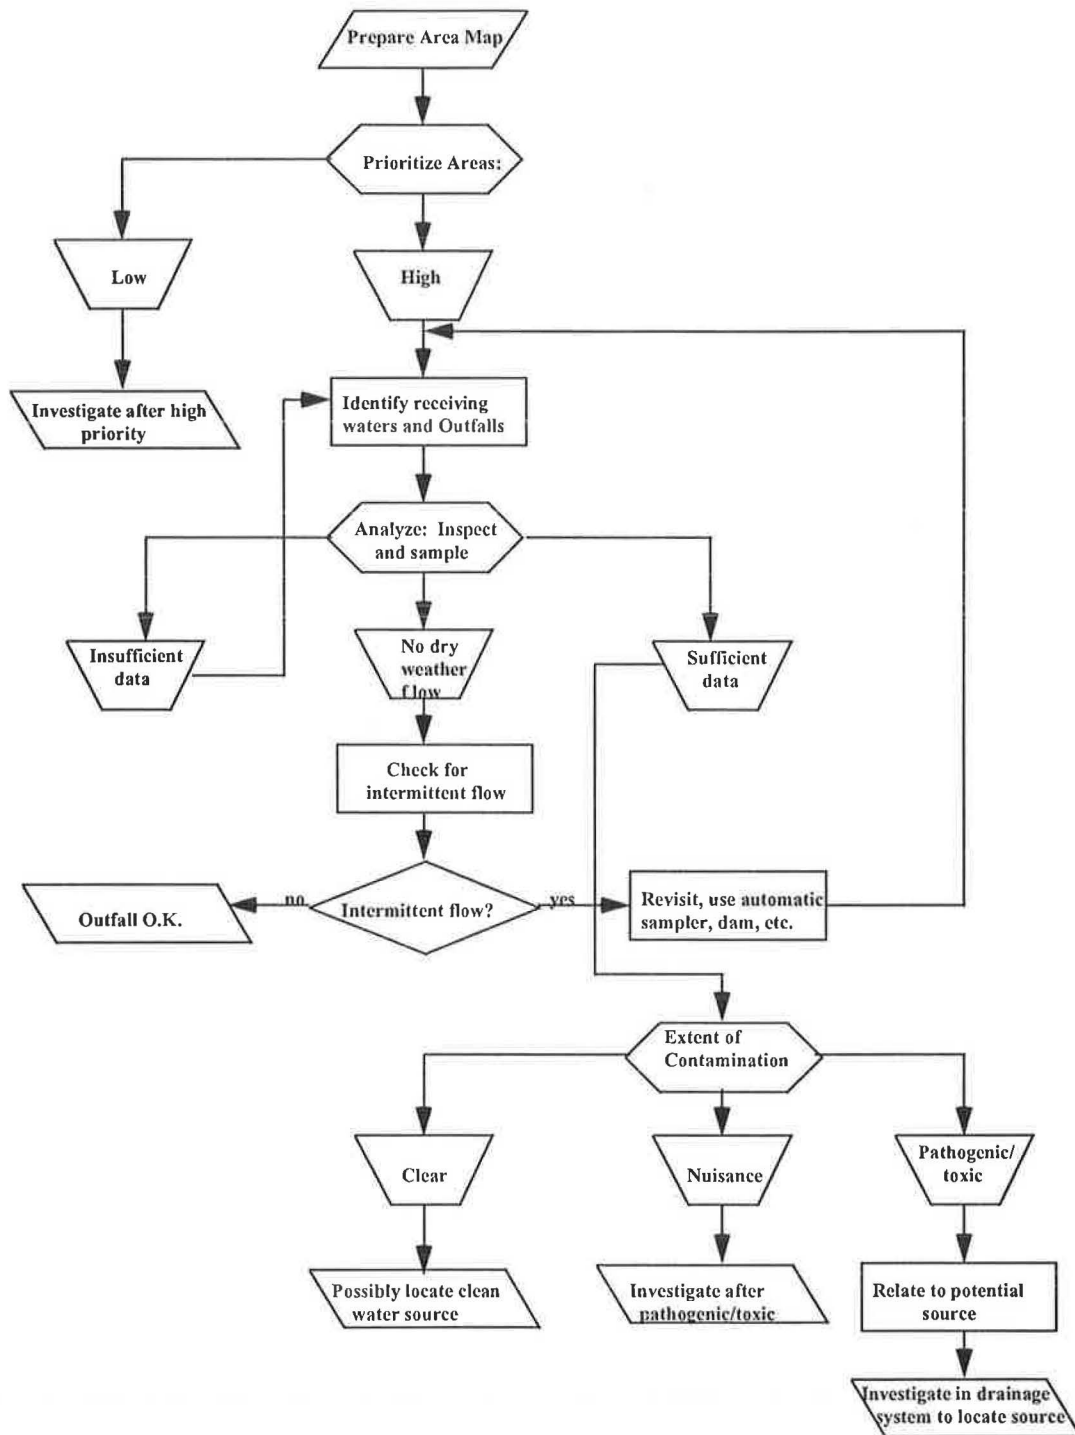 Prepare Area Map
Prioritize Areas:
Low
High
Investigate after high
priority
Identify receiving
waters and Outfalls
Analyze: Inspect
and sample
Insufficient
data
No dry
weather
flow
Sufficient
data
Check for
intermittent flow
no
Intermittent flow?
yes
Outfall O.K.
Revisit, use automatic
sampler, dam, etc.
Extent of
Contamination
Clear
Nuisance
Pathogenic/
toxic
Possibly locate clean
water source
Investigate after
pathogenic/toxic
Relate to potential
source
Investigate in drainage
system to locate source